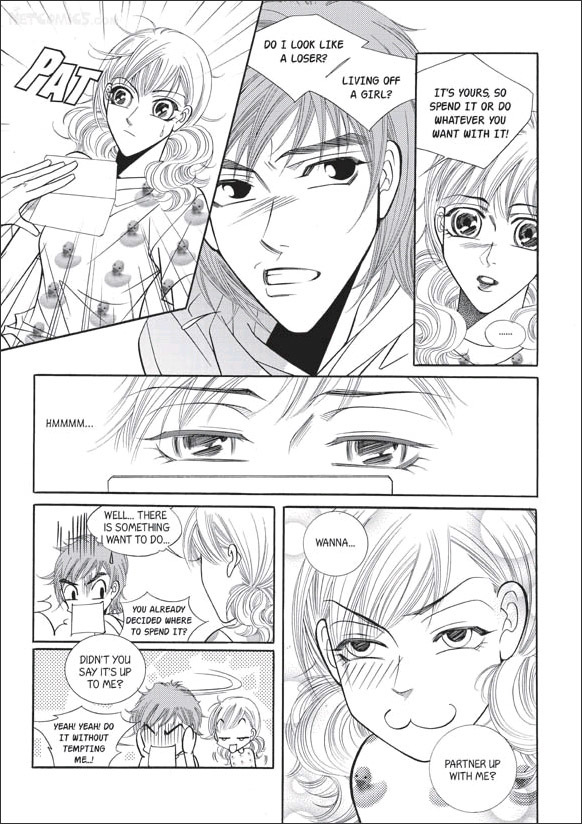 NETCOMICS.com
PAT
DO I LOOK LIKE
A LOSER?
LIVING OFF
A GIRL?
IT'S YOURS, SO
SPEND IT OR DO
WHATEVER YOU
WANT WITH IT!
......
HMMMM...
WELL... THERE
IS SOMETHING
I WANT TO DO...
YOU ALREADY
DECIDED WHERE
TO SPEND IT?
DIDN'T YOU
SAY IT'S UP
TO ME?
YEAH! YEAH! DO
IT WITHOUT
TEMPTING
ME...!
WANNA...
PARTNER UP
WITH ME?